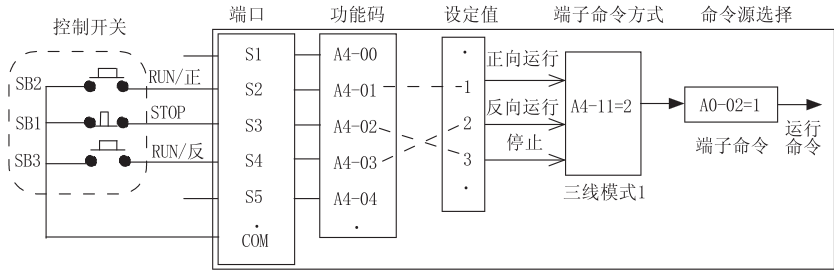 端口 功能码 设定值 端子命令方式 命令源选择
控制开关
S1 A4-00
SB2 RUN/正 S2 A4-01 1 正向运行
SB1 STOP S3 A4-02 2 反向运行 A4-11=2 A0-02=1
SB3 RUN/反 S4 A4-03 3 停止 端子命令 运行命令
S5 A4-04 三线模式1
COM